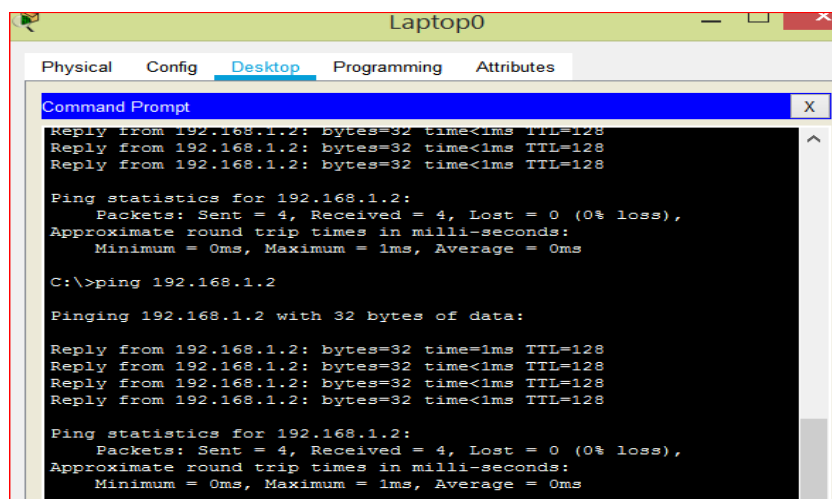 Laptop0
Physical Config Desktop Programming Attributes
Command Prompt
X
Reply from 192.168.1.2: bytes=32 time<1ms TTL=128
Reply from 192.168.1.2: bytes=32 time<1ms TTL=128
Reply from 192.168.1.2: bytes=32 time<1ms TTL=128
Ping statistics for 192.168.1.2:
Packets: Sent = 4, Received = 4, Lost = 0 (0% loss),
Approximate round trip times in milli-seconds:
Minimum = 0ms, Maximum = 1ms, Average = 0ms
C:\>ping 192.168.1.2
Pinging 192.168.1.2 with 32 bytes of data:
Reply from 192.168.1.2: bytes=32 time=1ms TTL=128
Reply from 192.168.1.2: bytes=32 time<1ms TTL=128
Reply from 192.168.1.2: bytes=32 time<1ms TTL=128
Reply from 192.168.1.2: bytes=32 time<1ms TTL=128
Ping statistics for 192.168.1.2:
Packets: Sent = 4, Received = 4, Lost = 0 (0% loss),
Approximate round trip times in milli-seconds:
Minimum = 0ms, Maximum = 1ms, Average = 0ms